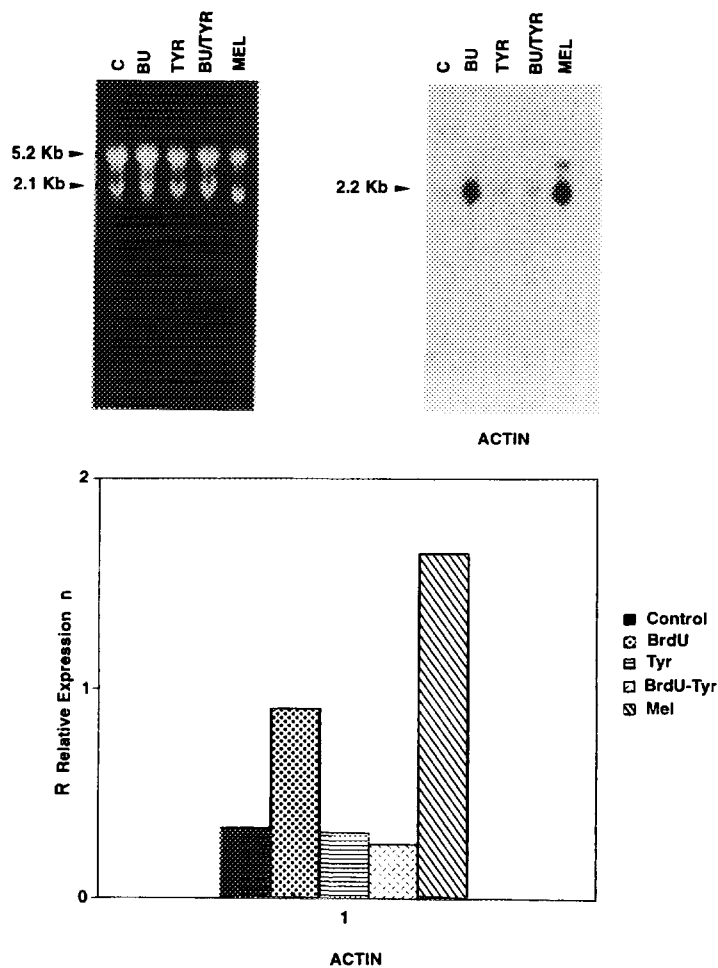 C BU TYR BU/TYR MEL
5.2 Kb
2.1 Kb
C BU TYR BU/TYR MEL
2.2 Kb
ACTIN
2
1
0
R Relative Expression n
1
ACTIN
Control
BrdU
Tyr
BrdU-Tyr
Mel